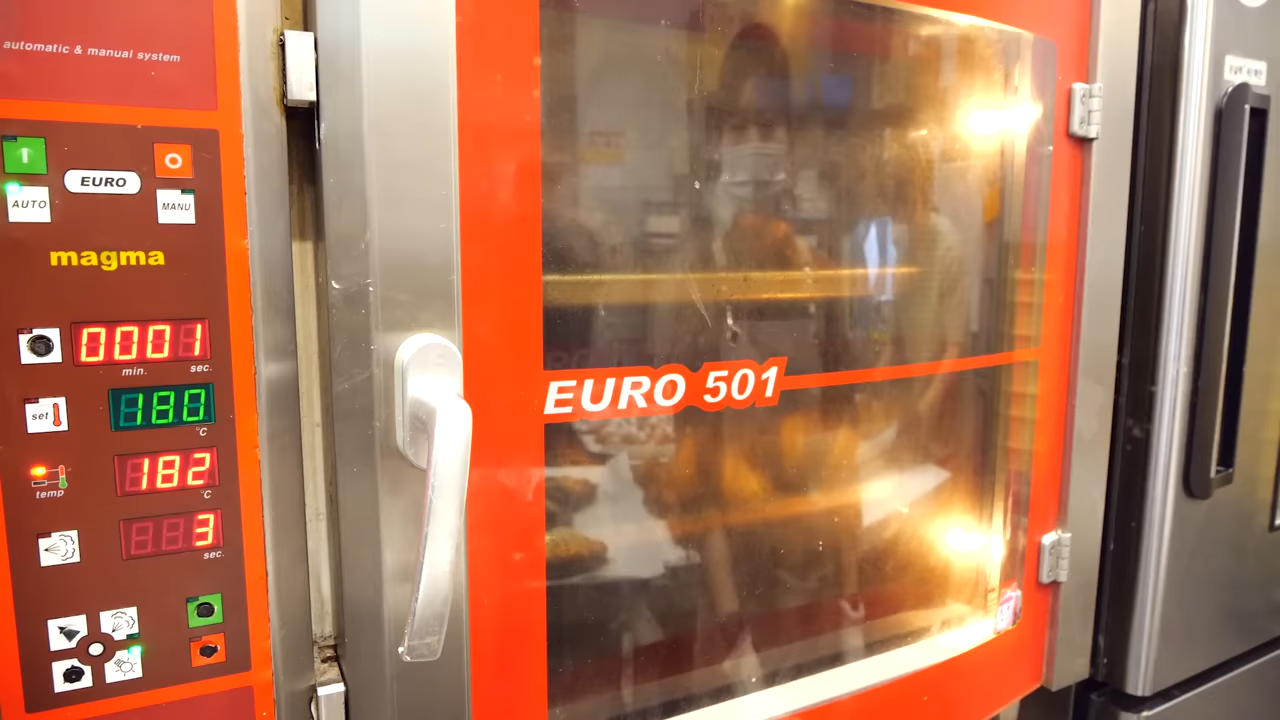 automatic & manual system
EURO
AUTO
MANU
magma
0001
min. sec.
set
180
°C
182
temp
°C
3
sec.
EURO 501